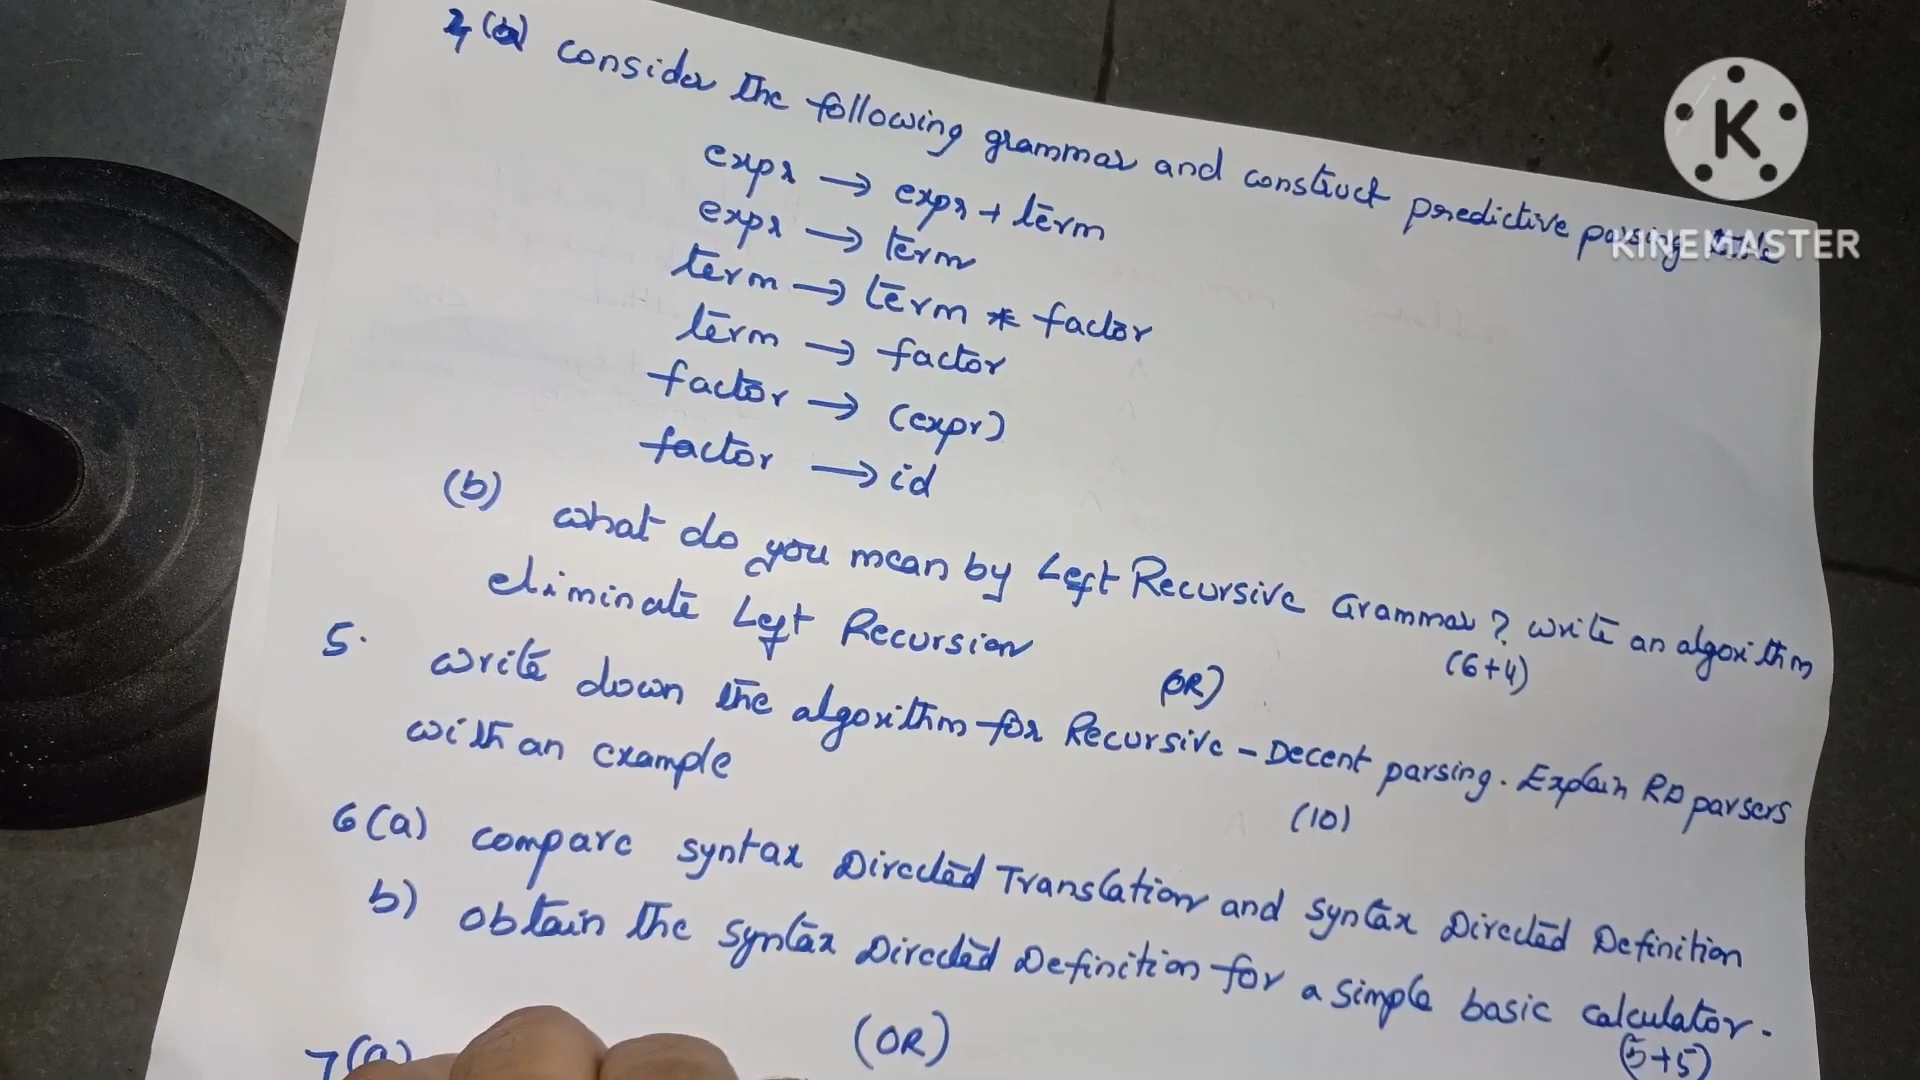 4(a) consider the following grammar and construct predictive parsing table
expr → expr + term
expr → term
term → term * factor
term → factor
factor → (expr)
factor → id
(b) what do you mean by Left Recursive Grammar? write an algorithm
eliminate Left Recursion (6+4)
(OR)
5. write down the algorithm for Recursive - Decent parsing. Explain RD parsers
with an example (10)
6(a) compare syntax Directed Translation and Syntax Directed Definition
b) obtain the syntax Directed Definition for a simple basic calculator.
(5+5)
(OR)
7(a)
K
KINEMASTER